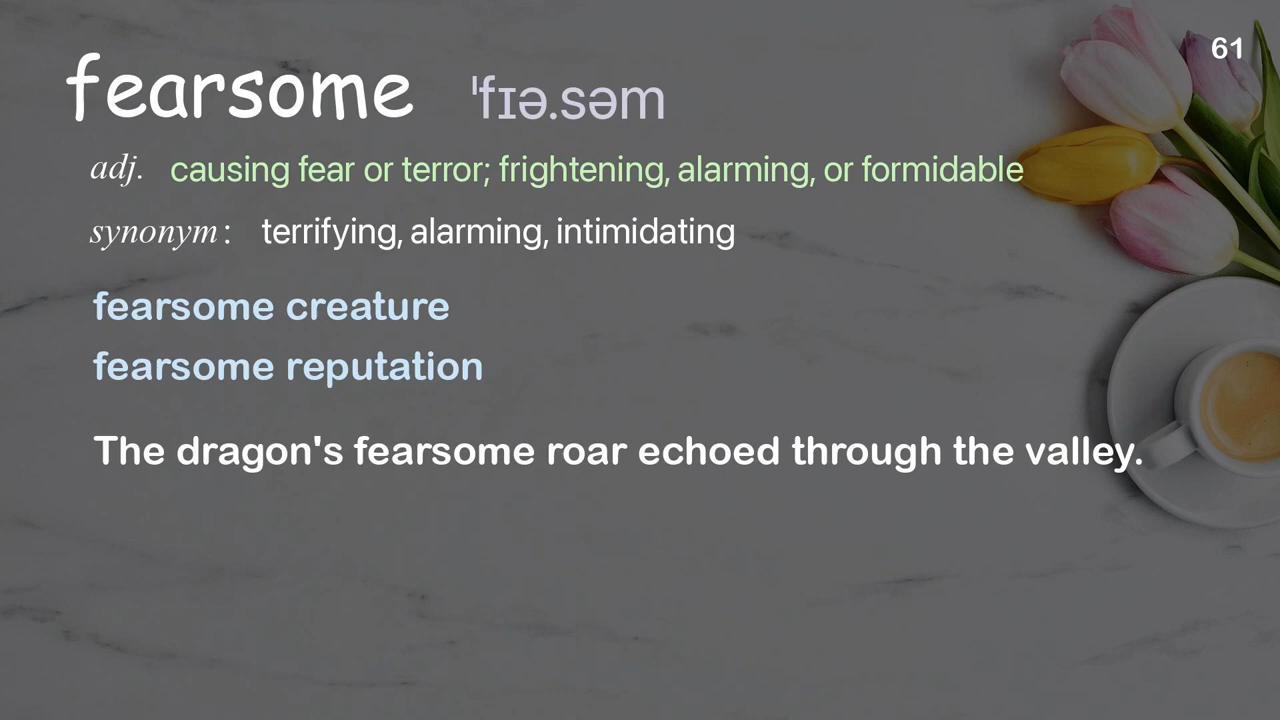 61
fearsome ˈfɪə.səm
adj. causing fear or terror; frightening, alarming, or formidable
synonym: terrifying, alarming, intimidating
fearsome creature
fearsome reputation
The dragon's fearsome roar echoed through the valley.